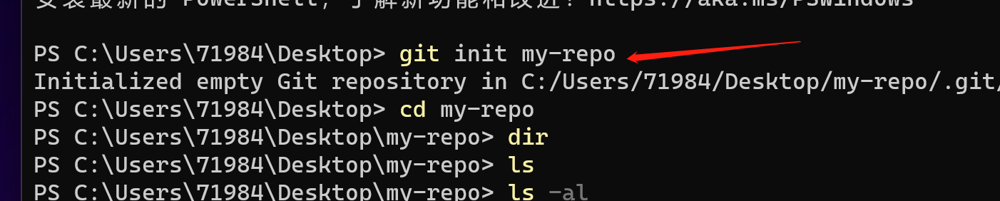 安装最新的 PowerShell，了解新功能和改进！https://aka.ms/PSWindows
PS C:\Users\71984\Desktop> git init my-repo
Initialized empty Git repository in C:/Users/71984/Desktop/my-repo/.git/
PS C:\Users\71984\Desktop> cd my-repo
PS C:\Users\71984\Desktop\my-repo> dir
PS C:\Users\71984\Desktop\my-repo> ls
PS C:\Users\71984\Desktop\my-repo> ls -al